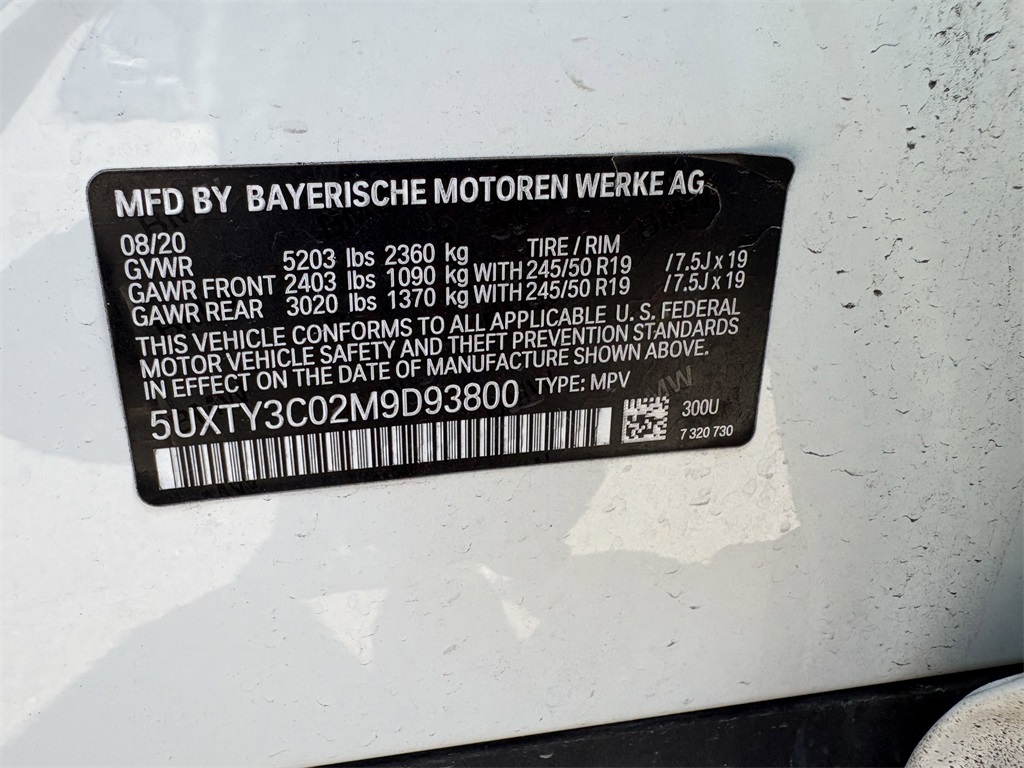 MFD BY BAYERISCHE MOTOREN WERKE AG
08/20 TIRE / RIM
GVWR 5203 lbs 2360 kg
GAWR FRONT 2403 lbs 1090 kg WITH 245/50 R19 / 7.5J x 19
GAWR REAR 3020 lbs 1370 kg WITH 245/50 R19 / 7.5J x 19
THIS VEHICLE CONFORMS TO ALL APPLICABLE U. S. FEDERAL
MOTOR VEHICLE SAFETY AND THEFT PREVENTION STANDARDS
IN EFFECT ON THE DATE OF MANUFACTURE SHOWN ABOVE.
5UXTY3C02M9D93800 TYPE: MPV
300U
7 320 730